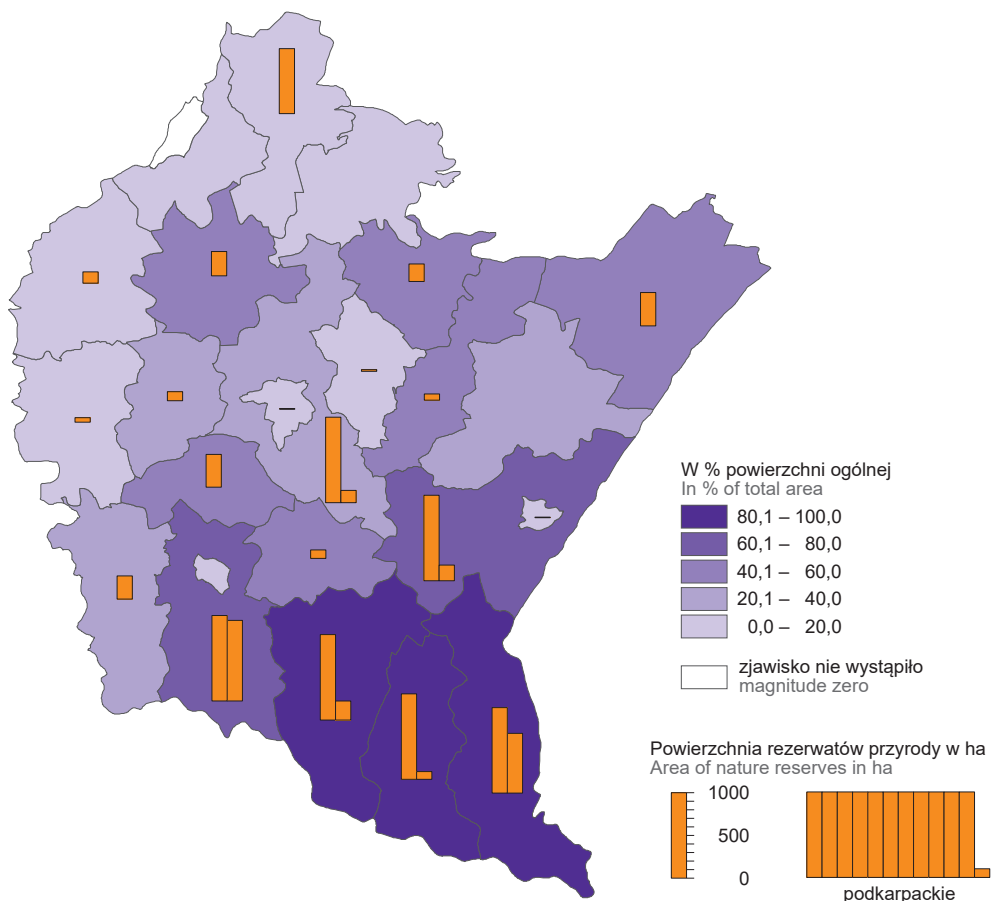 W % powierzchni ogólnej
In % of total area
80,1 – 100,0
60,1 – 80,0
40,1 – 60,0
20,1 – 40,0
0,0 – 20,0
zjawisko nie wystąpiło
magnitude zero
Powierzchnia rezerwatów przyrody w ha
Area of nature reserves in ha
1000
500
0
podkarpackie